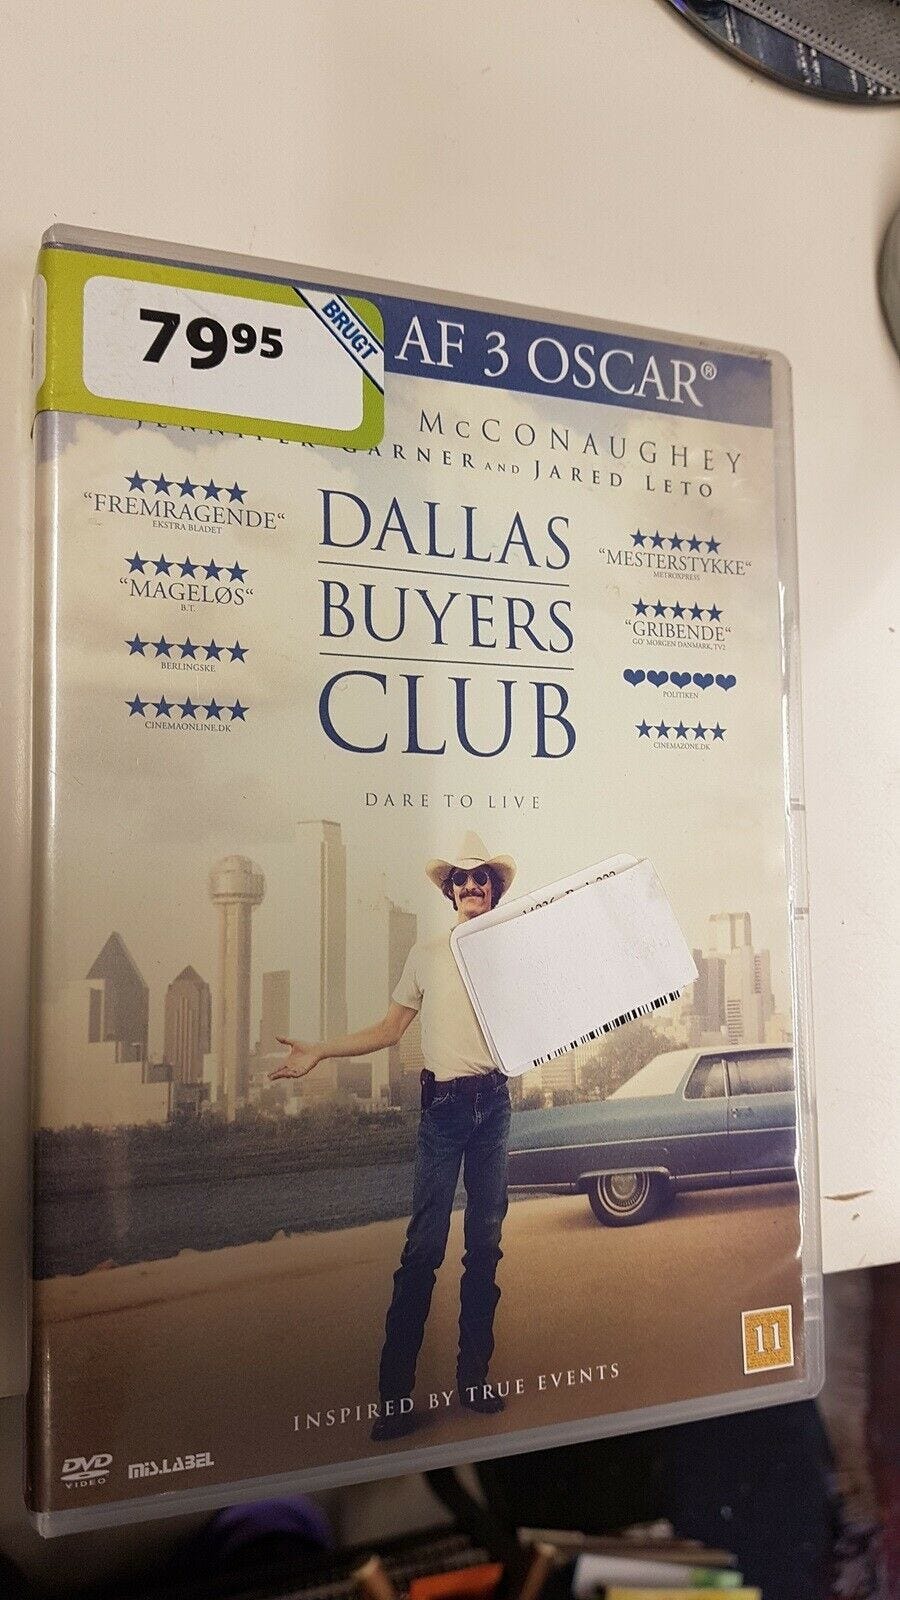 79 95
BRUGT
AF 3 OSCAR®
MCCONAUGHEY
JENNIFER GARNER AND JARED LETO
★★★★★
"FREMRAGENDE"
EKSTRA BLADET
★★★★★
"MAGELØS"
B.T.
★★★★★
BERLINGSKE
★★★★★
CINEMAONLINE.DK
DALLAS
BUYERS
CLUB
DARE TO LIVE
★★★★★
"MESTERSTYKKE"
METROXPRESS
★★★★★
"GRIBENDE"
GO' MORGEN DANMARK, TV2
♥♥♥♥♥
POLITIKEN
★★★★★
CINEMAZONE.DK
11
INSPIRED BY TRUE EVENTS
DVD
VIDEO
MIS.LABEL